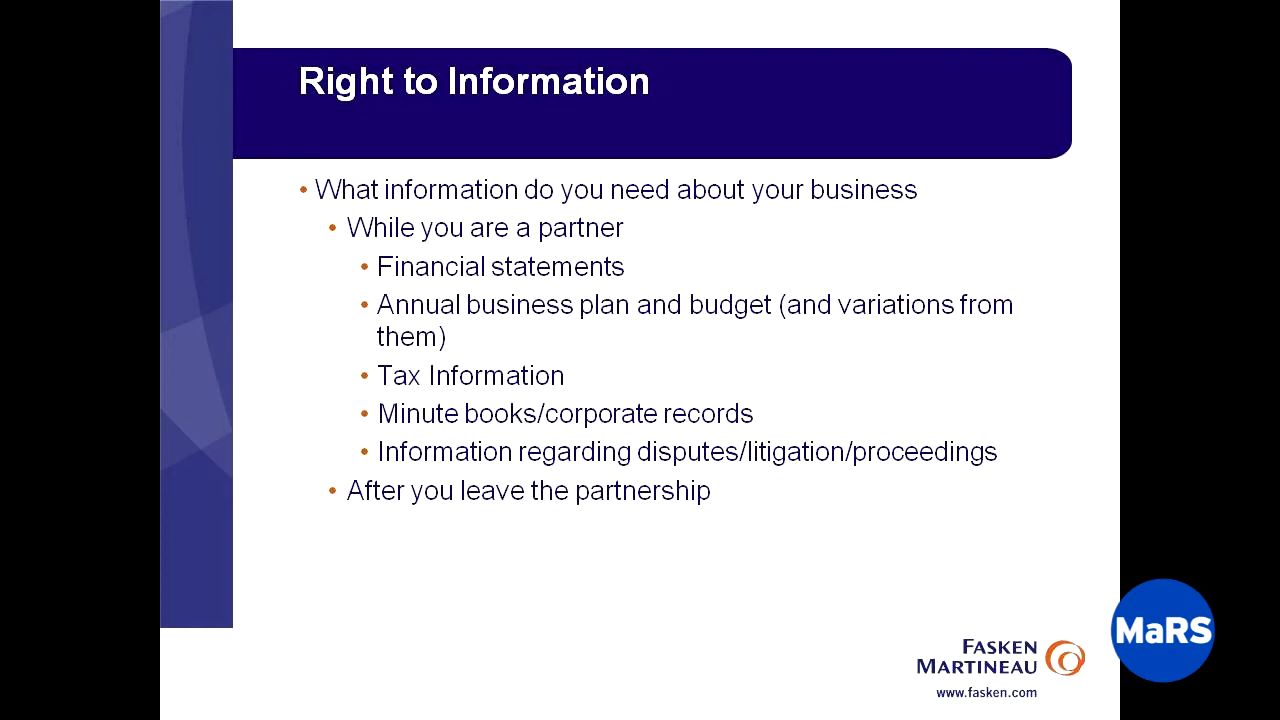 Right to Information
• What information do you need about your business
• While you are a partner
• Financial statements
• Annual business plan and budget (and variations from
them)
• Tax Information
• Minute books/corporate records
• Information regarding disputes/litigation/proceedings
• After you leave the partnership
FASKEN
MARTINEAU
www.fasken.com
MaRS